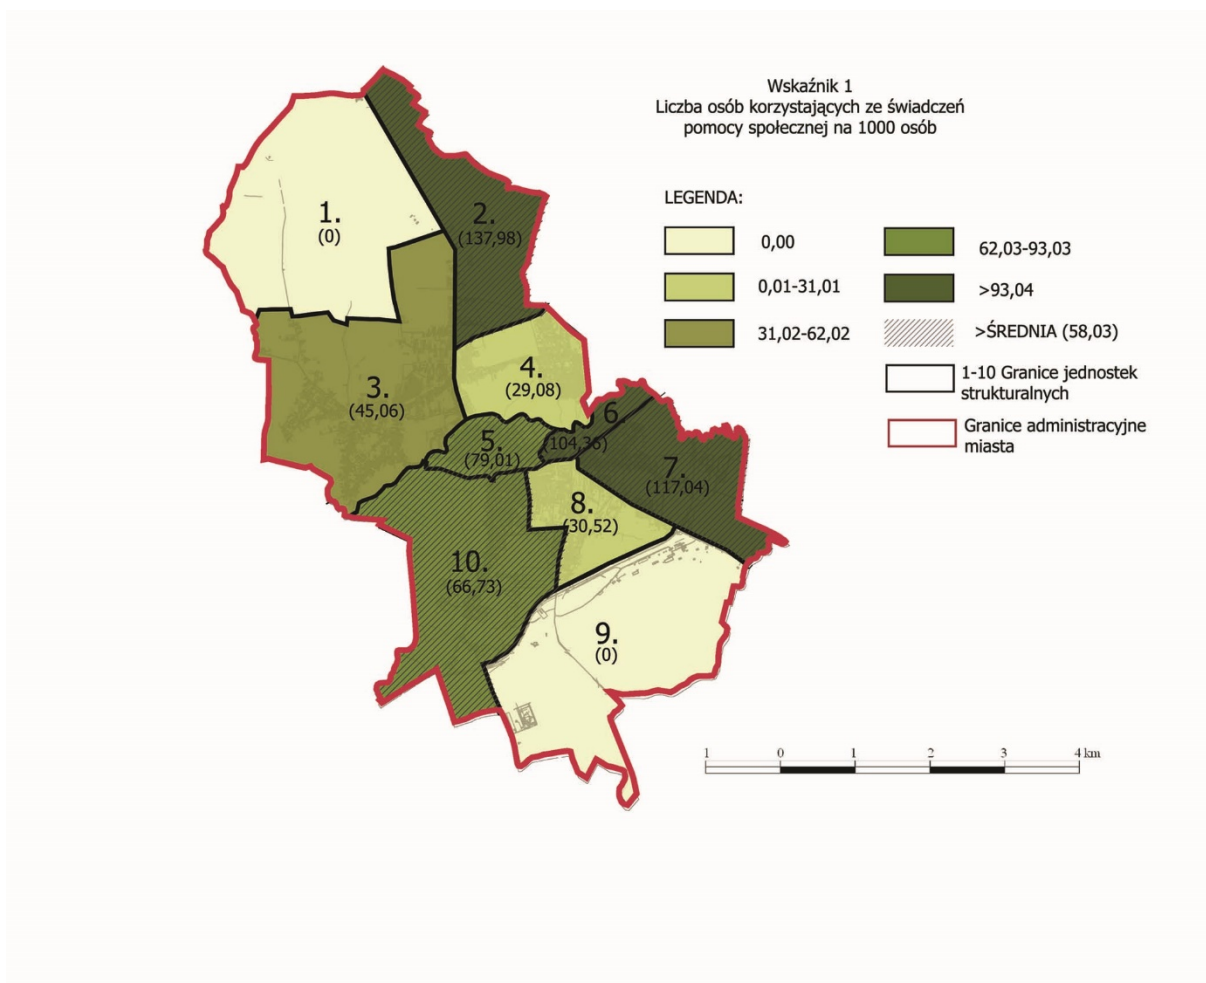 Wskaźnik 1
Liczba osób korzystających ze świadczeń
pomocy społecznej na 1000 osób
LEGENDA:
0,00
0,01-31,01
31,02-62,02
62,03-93,03
>93,04
>ŚREDNIA (58,03)
1-10 Granice jednostek
strukturalnych
Granice administracyjne
miasta
1.
(0)
2.
(137,98)
3.
(45,06)
4.
(29,08)
5.
(79,01)
6.
(104,36)
7.
(117,04)
8.
(30,52)
10.
(66,73)
9.
(0)
1 0 1 2 3 4 km